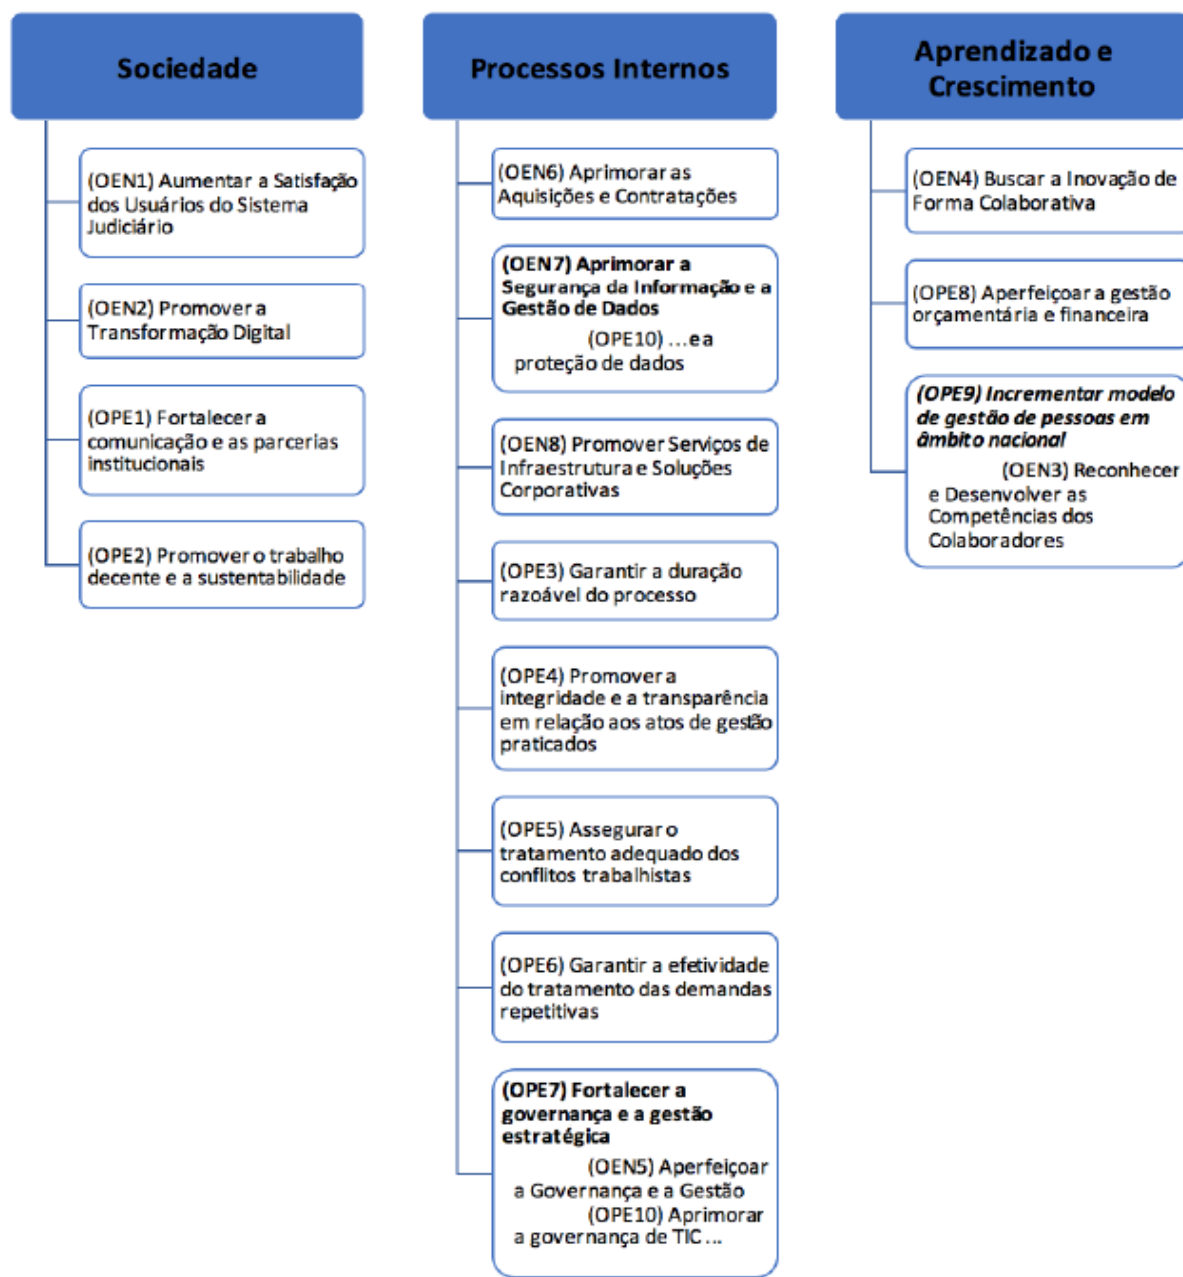 Sociedade
(OEN1) Aumentar a Satisfação
dos Usuários do Sistema
Judiciário
(OEN2) Promover a
Transformação Digital
(OPE1) Fortalecer a
comunicação e as parcerias
institucionais
(OPE2) Promover o trabalho
decente e a sustentabilidade
Processos Internos
(OEN6) Aprimorar as
Aquisições e Contratações
(OEN7) Aprimorar a
Segurança da Informação e a
Gestão de Dados
(OPE10) ...e a
proteção de dados
(OEN8) Promover Serviços de
Infraestrutura e Soluções
Corporativas
(OPE3) Garantir a duração
razoável do processo
(OPE4) Promover a
integridade e a transparência
em relação aos atos de gestão
praticados
(OPE5) Assegurar o
tratamento adequado dos
conflitos trabalhistas
(OPE6) Garantir a efetividade
do tratamento das demandas
repetitivas
(OPE7) Fortalecer a
governança e a gestão
estratégica
(OEN5) Aperfeiçoar
a Governança e a Gestão
(OPE10) Aprimorar
a governança de TIC ...
Aprendizado e
Crescimento
(OEN4) Buscar a Inovação de
Forma Colaborativa
(OPE8) Aperfeiçoar a gestão
orçamentária e financeira
(OPE9) Incrementar modelo
de gestão de pessoas em
âmbito nacional
(OEN3) Reconhecer
e Desenvolver as
Competências dos
Colaboradores